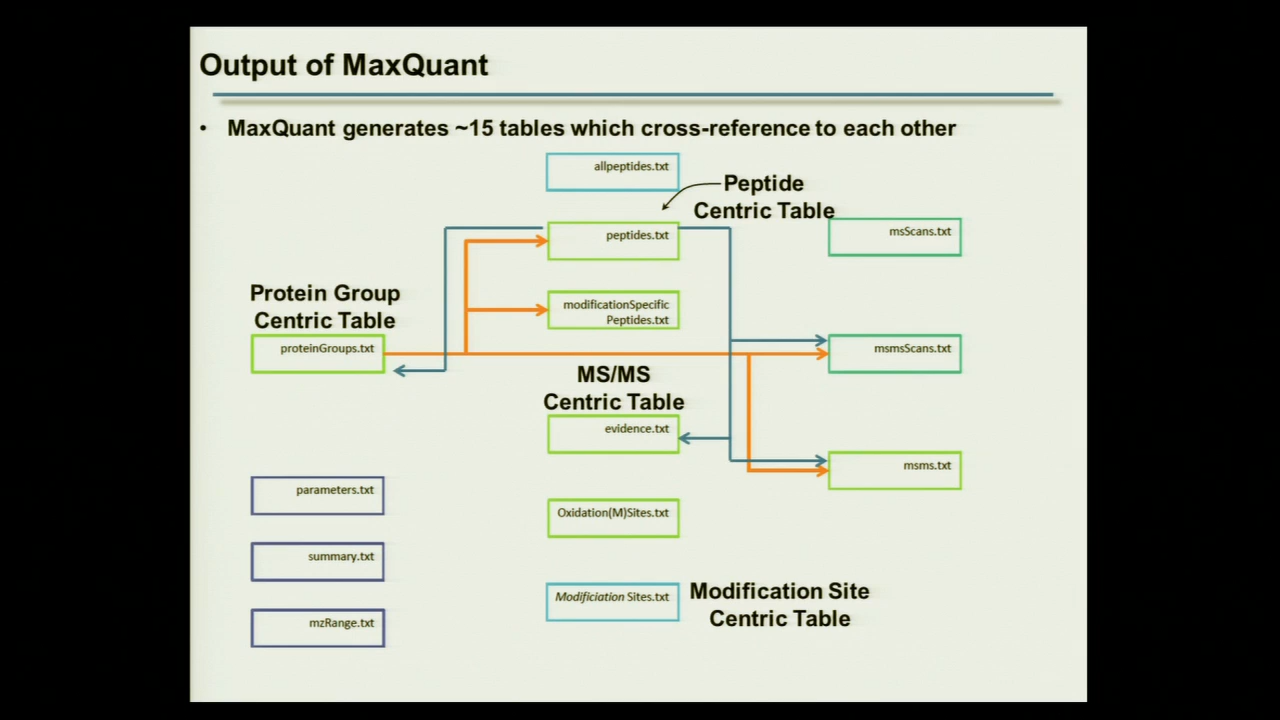 Output of MaxQuant
• MaxQuant generates ~15 tables which cross-reference to each other
allpeptides.txt
Peptide
Centric Table
peptides.txt
msScans.txt
Protein Group
Centric Table
modificationSpecific
Peptides.txt
proteinGroups.txt
msmsScans.txt
MS/MS
Centric Table
evidence.txt
msms.txt
parameters.txt
Oxidation(M)Sites.txt
summary.txt
Modificiation Sites.txt
Modification Site
Centric Table
mzRange.txt